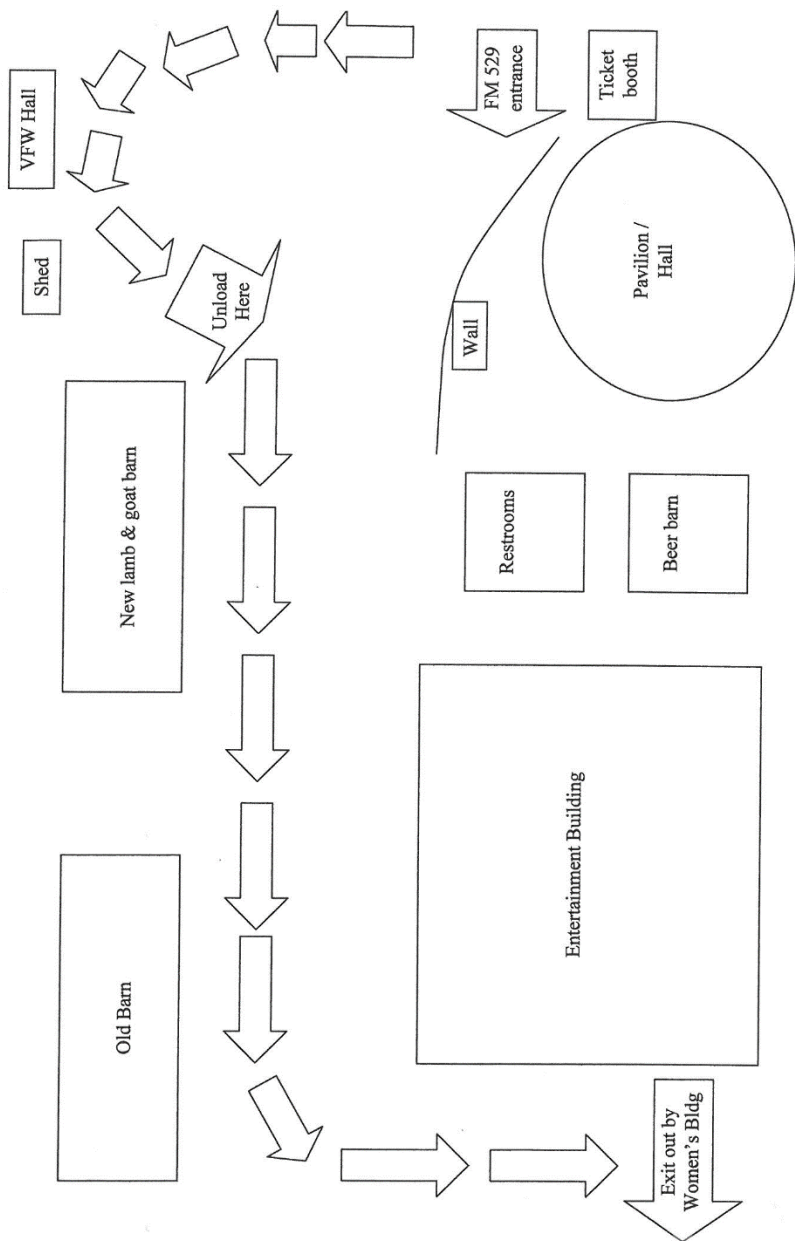 VFW Hall
Shed
Unload
Here
FM 529
entrance
Ticket
booth
Pavilion /
Hall
Wall
New lamb & goat barn
Restrooms
Beer barn
Old Barn
Entertainment Building
Exit out by
Women's Bldg